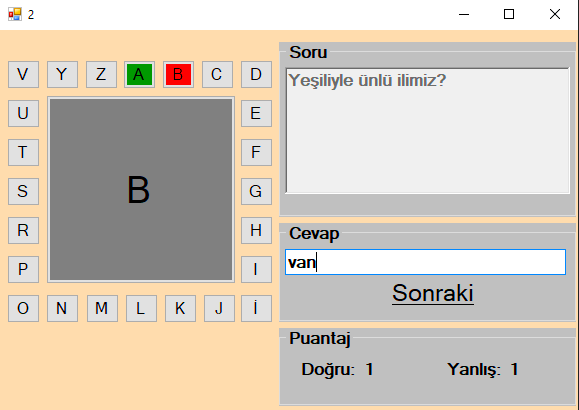 2
V Y Z A B C D
U E
T F
S G
R H
P I
O N M L K J İ
B
Soru
Yeşiliyle ünlü ilimiz?
Cevap
van
Sonraki
Puantaj
Doğru: 1 Yanlış: 1